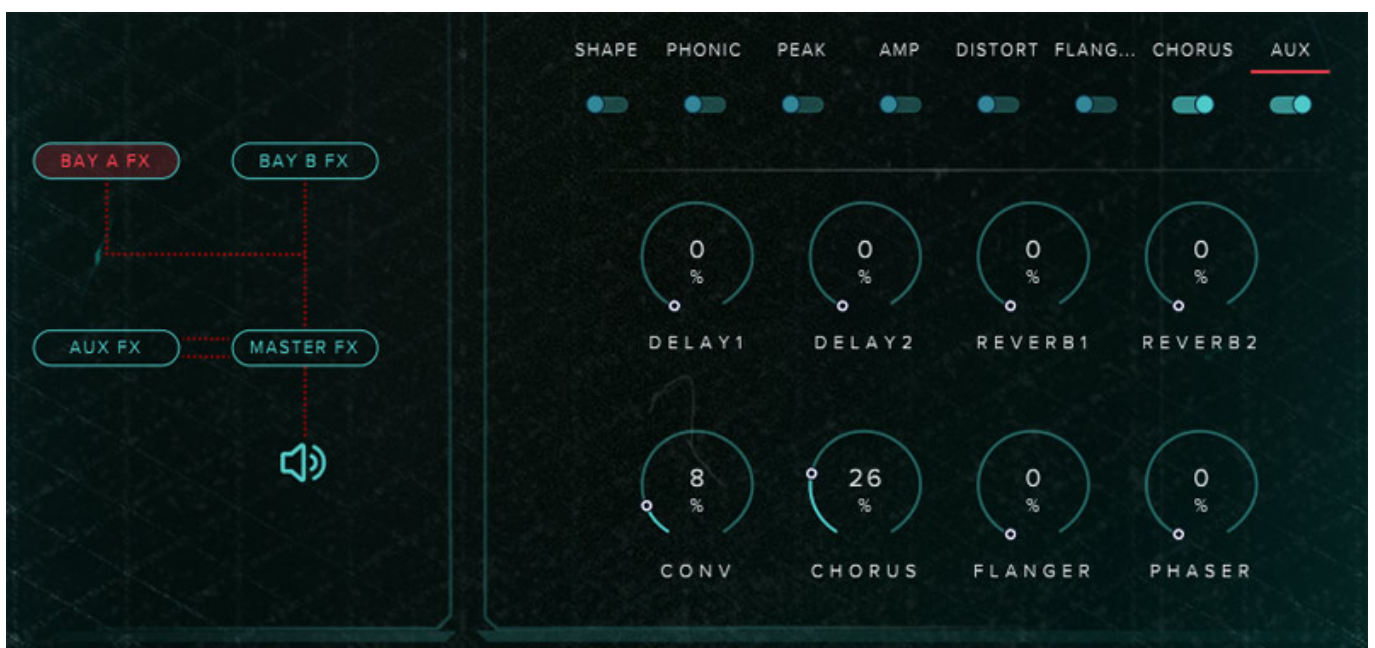 SHAPE PHONIC PEAK AMP DISTORT FLANG... CHORUS AUX
BAY A FX BAY B FX
AUX FX MASTER FX
0 0 0 0
% % % %
DELAY1 DELAY2 REVERB1 REVERB2
8 26 0 0
% % % %
CONV CHORUS FLANGER PHASER